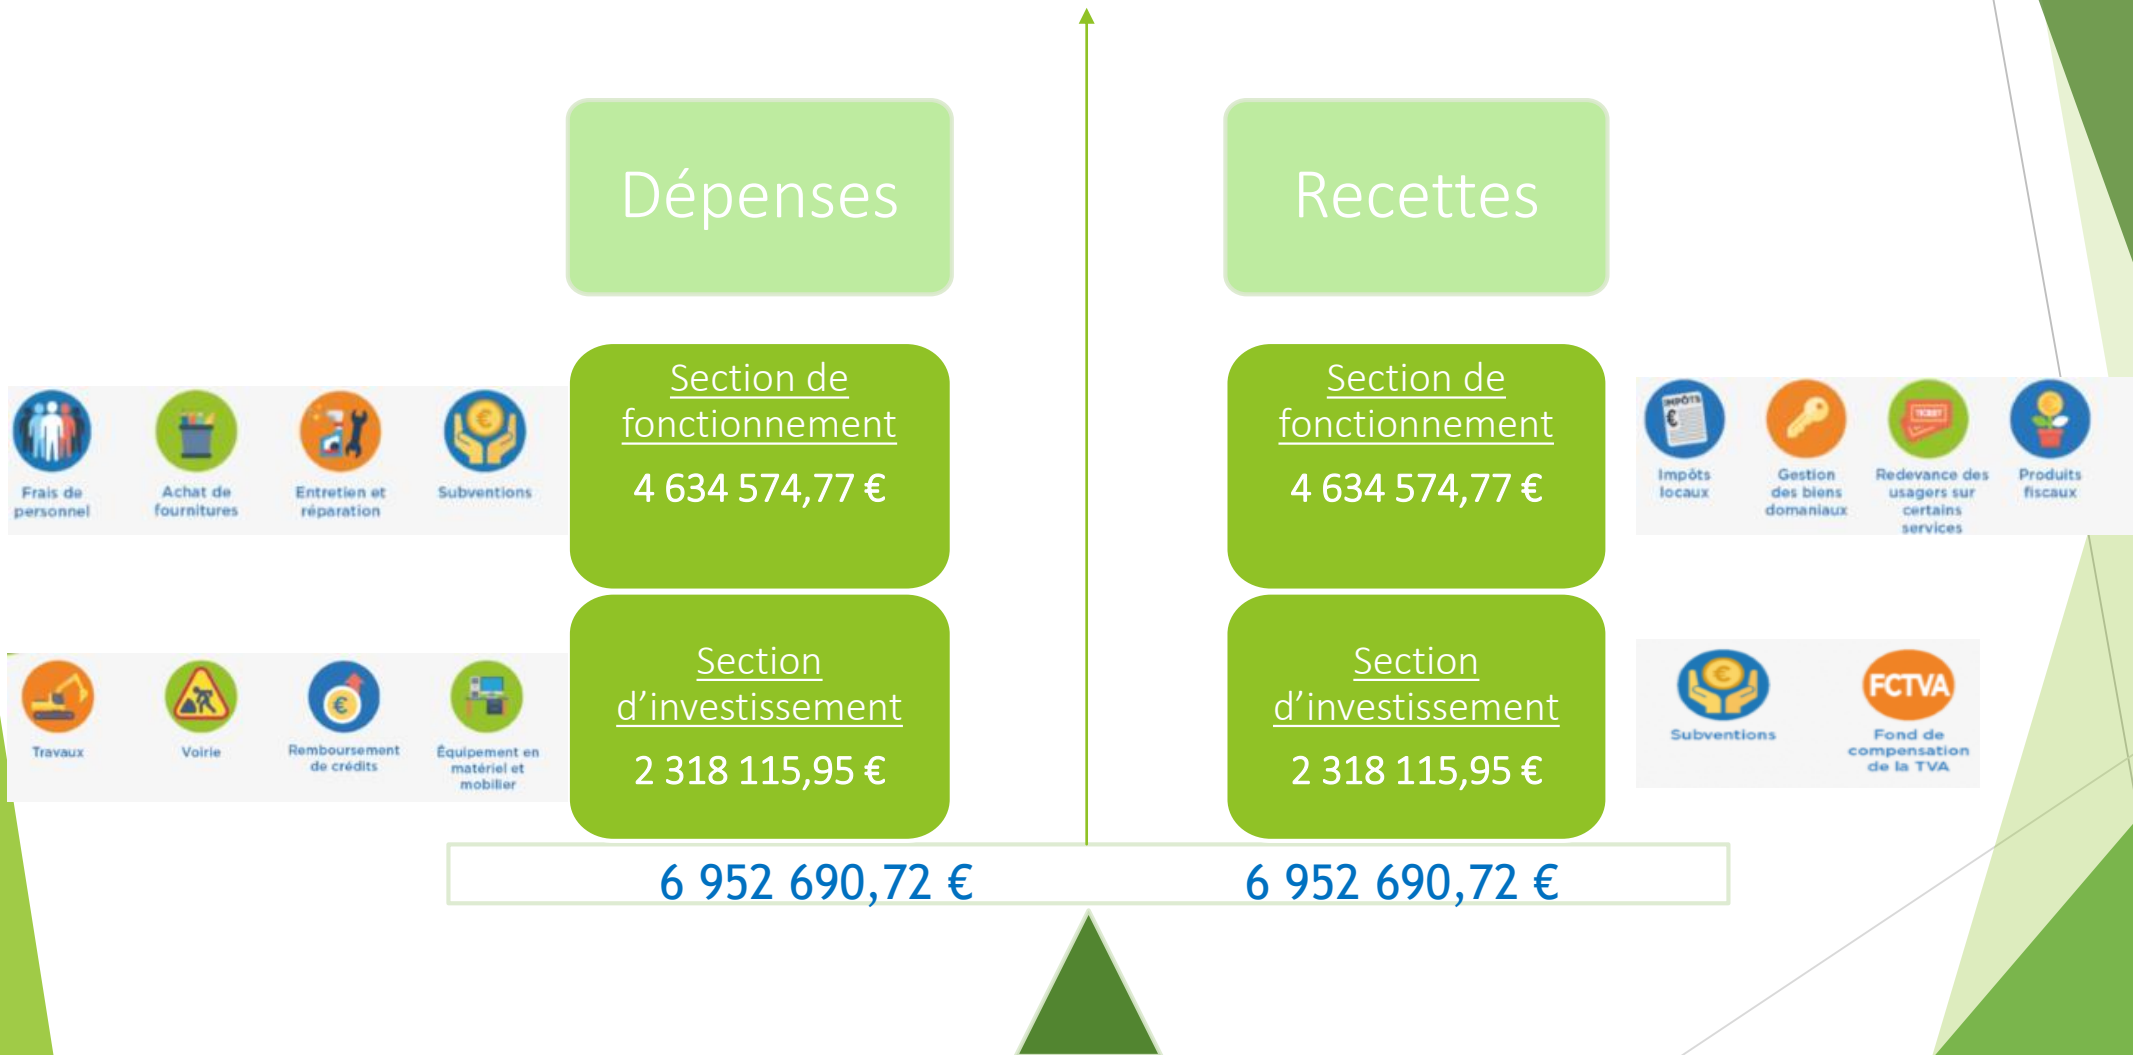 Dépenses
Recettes
Section de
fonctionnement
4 634 574,77 €
Section de
fonctionnement
4 634 574,77 €
Frais de
personnel
Achat de
fournitures
Entretien et
réparation
Subventions
IMPÔTS
€
Impôts
locaux
Gestion
des biens
domaniaux
TICKET
Redevance des
usagers sur
certains
services
Produits
fiscaux
Section
d’investissement
2 318 115,95 €
Section
d’investissement
2 318 115,95 €
Travaux
Voirie
Remboursement
de crédits
Équipement en
matériel et
mobilier
Subventions
FCTVA
Fond de
compensation
de la TVA
6 952 690,72 €
6 952 690,72 €